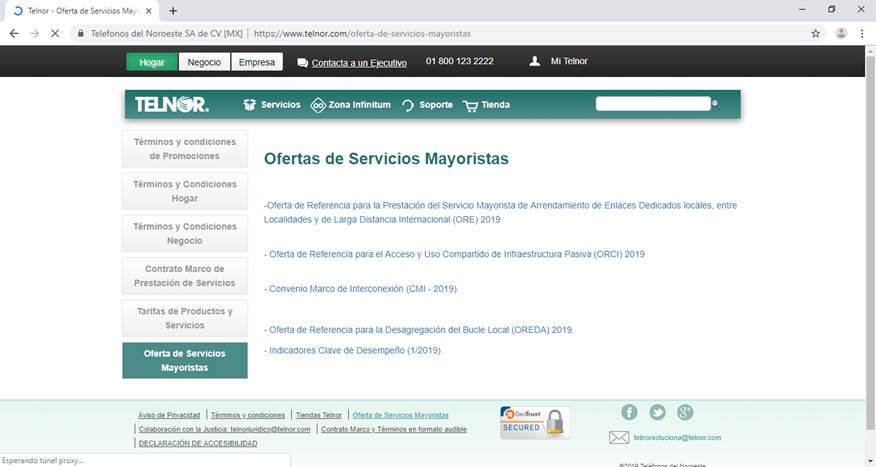 Telnor - Oferta de Servicios Mayo
Telefonos del Noroeste SA de CV [MX] | https://www.telnor.com/oferta-de-servicios-mayoristas
Hogar Negocio Empresa Contacta a un Ejecutivo 01 800 123 2222 Mi Telnor
TELNOR. Servicios Zona Infinitum Soporte Tienda
Términos y condiciones
de Promociones
Términos y Condiciones
Hogar
Términos y Condiciones
Negocio
Contrato Marco de
Prestación de Servicios
Tarifas de Productos y
Servicios
Oferta de Servicios
Mayoristas
Ofertas de Servicios Mayoristas
-Oferta de Referencia para la Prestación del Servicio Mayorista de Arrendamiento de Enlaces Dedicados locales, entre
Localidades y de Larga Distancia Internacional (ORE) 2019
- Oferta de Referencia para el Acceso y Uso Compartido de Infraestructura Pasiva (ORCI) 2019
- Convenio Marco de Interconexión (CMI - 2019).
- Oferta de Referencia para la Desagregación del Bucle Local (OREDA) 2019.
- Indicadores Clave de Desempeño (1/2019)
Aviso de Privacidad Términos y condiciones Tiendas Telnor Oferta de Servicios Mayoristas
Colaboración con la Justicia: telnorjuridico@telnor.com Contrato Marco y Términos en formato audible
DECLARACIÓN DE ACCESIBILIDAD
GeoTrust
SECURED
telnorsoluciona@telnor.com
©2019 Teléfonos del Noroeste
Esperando túnel proxy...